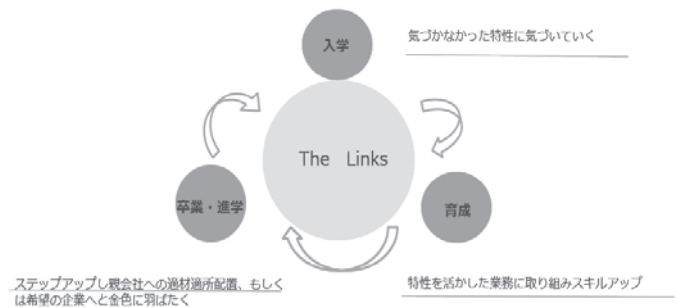 入学
気づかなかった特性に気づいていく
The Links
卒業・進学
育成
ステップアップし親会社への適材適所配置、もしく
は希望の企業へと金色に羽ばたく
特性を活かした業務に取り組みスキルアップ